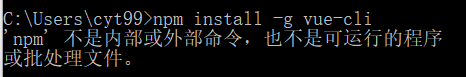 C:\Users\cyt99>npm install -g vue-cli
'npm' 不是内部或外部命令，也不是可运行的程序
或批处理文件。